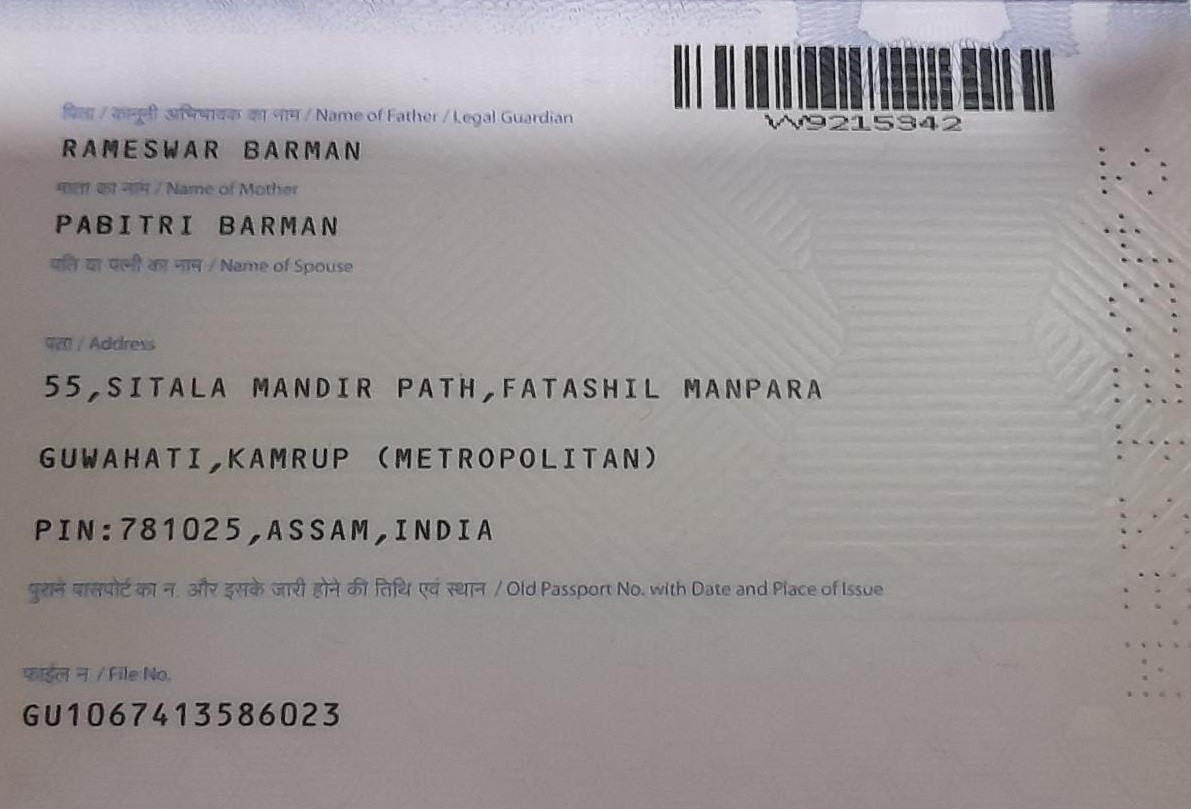 VV9215342
पिता / कानूनी अभिभावक का नाम / Name of Father / Legal Guardian
RAMESWAR BARMAN
माता का नाम / Name of Mother
PABITRI BARMAN
पति या पत्नी का नाम / Name of Spouse
पता / Address
55,SITALA MANDIR PATH,FATASHIL MANPARA
GUWAHATI,KAMRUP (METROPOLITAN)
PIN:781025,ASSAM,INDIA
पुराने पासपोर्ट का न. और इसके जारी होने की तिथि एवं स्थान / Old Passport No. with Date and Place of Issue
फाईल न / File No.
GU1067413586023